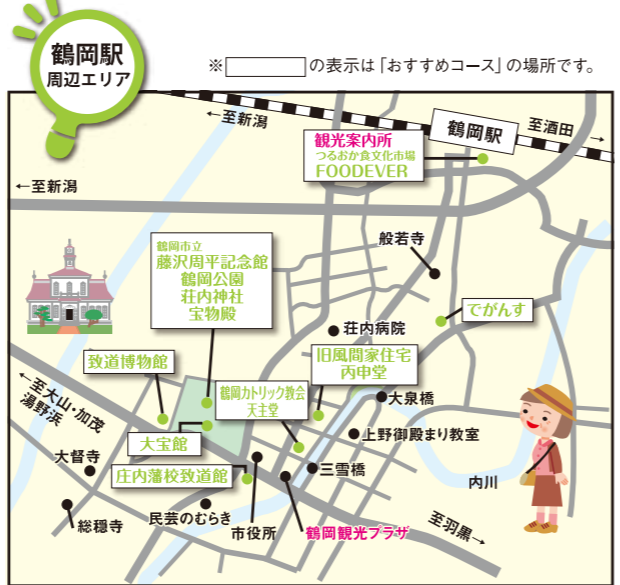 鶴岡駅
周辺エリア
※ の表示は「おすすめコース」の場所です。
←至新潟
鶴岡駅
至酒田→
観光案内所
つるおか食文化市場
FOODEVER
←至新潟
鶴岡市立
藤沢周平記念館
鶴岡公園
荘内神社
宝物殿
般若寺
でがんす
荘内病院
致道博物館
旧風間家住宅
丙申堂
←至大山・加茂
湯野浜
鶴岡カトリック教会
天主堂
大泉橋
大宝館
上野御殿まり教室
大督寺
庄内藩校致道館
三雪橋
内川
総穏寺
民芸のむらき
市役所
鶴岡観光プラザ
至羽黒→